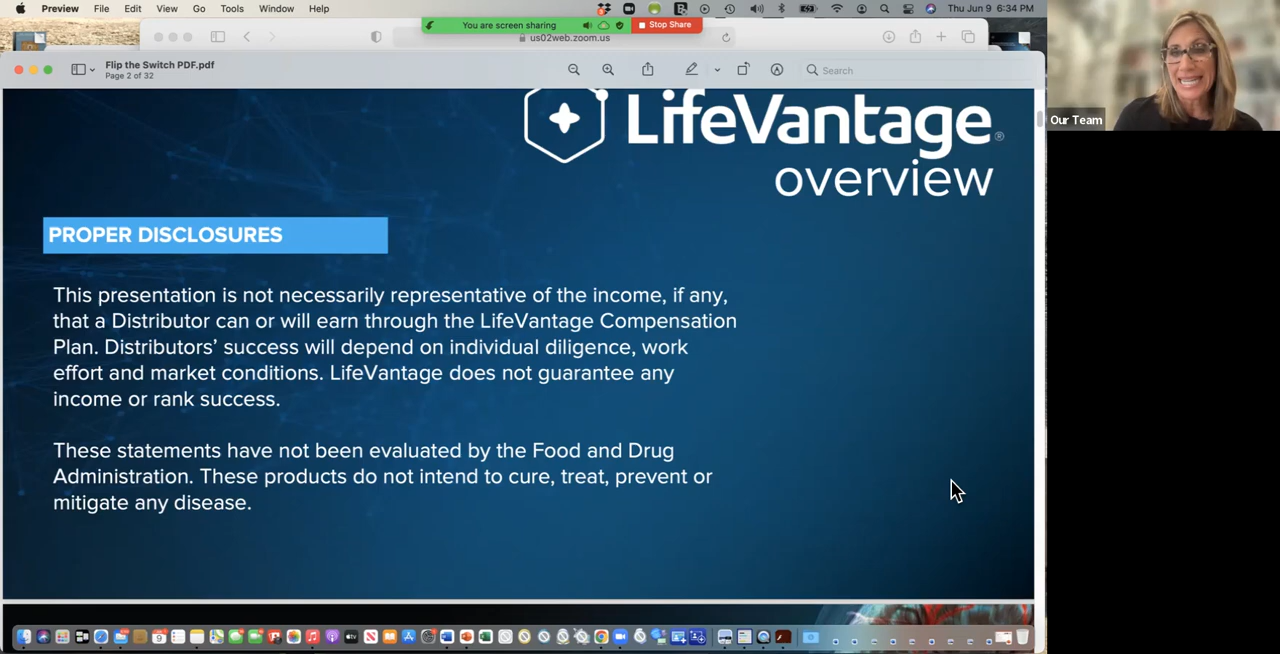 Preview File Edit View Go Tools Window Help Thu Jun 9 6:34 PM
You are screen sharing Stop Share
us02web.zoom.us
Flip the Switch PDF.pdf
Page 2 of 32
Search
Our Team
LifeVantage®
overview
PROPER DISCLOSURES
This presentation is not necessarily representative of the income, if any,
that a Distributor can or will earn through the LifeVantage Compensation
Plan. Distributors’ success will depend on individual diligence, work
effort and market conditions. LifeVantage does not guarantee any
income or rank success.
These statements have not been evaluated by the Food and Drug
Administration. These products do not intend to cure, treat, prevent or
mitigate any disease.